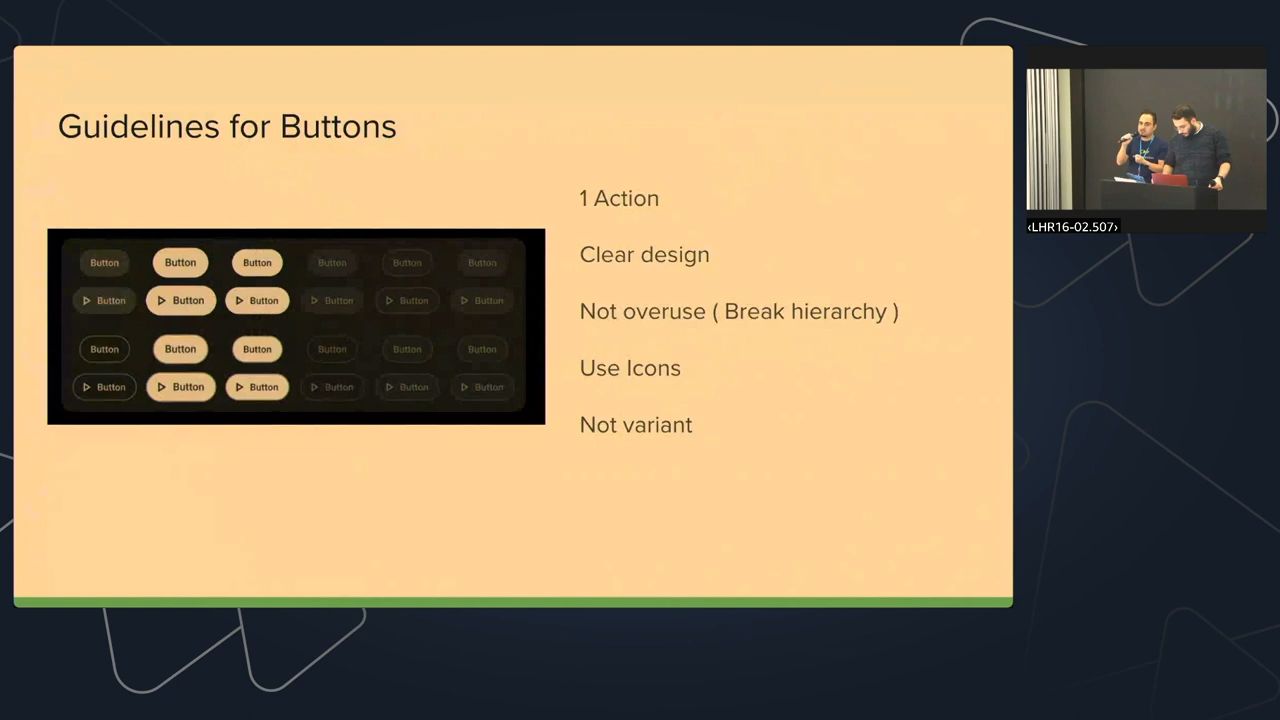 Guidelines for Buttons
1 Action
Clear design
Not overuse ( Break hierarchy )
Use Icons
Not variant
Button Button Button Button Button Button
Button Button Button Button Button Button
Button Button Button Button Button Button
Button Button Button Button Button Button
‹LHR16-02.507›